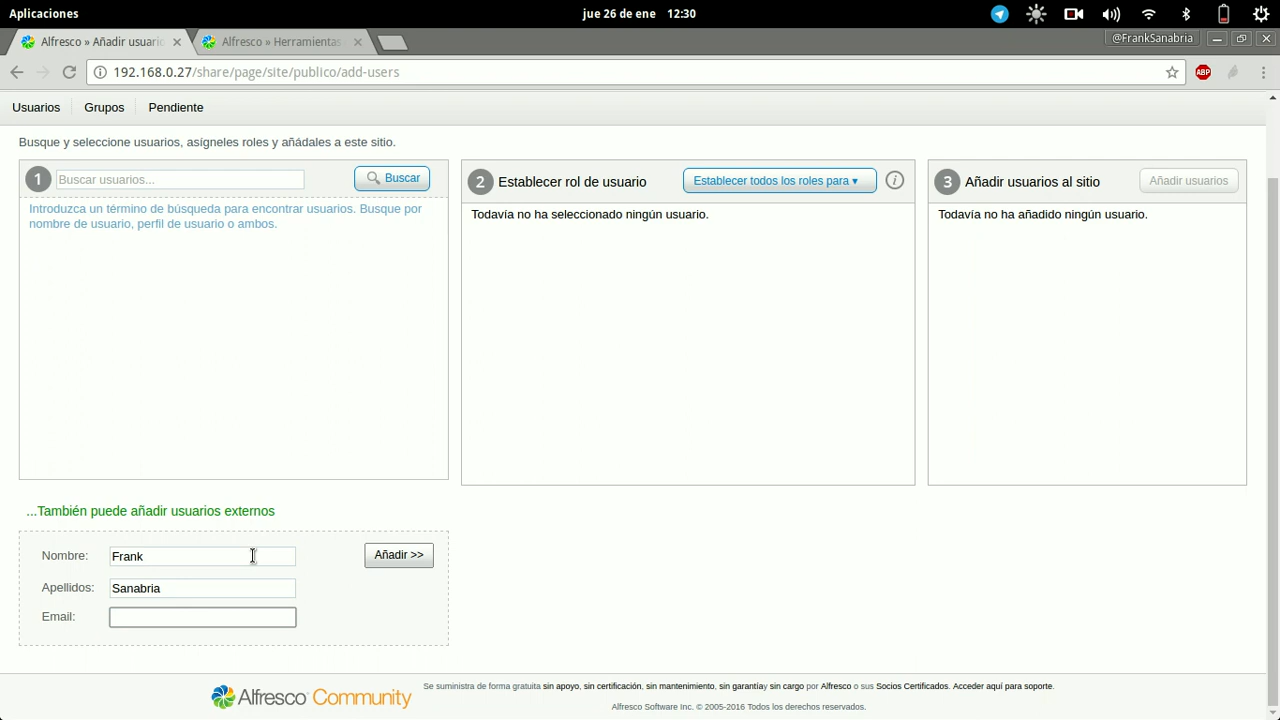 Aplicaciones
jue 26 de ene 12:30
Alfresco » Añadir usuario
Alfresco » Herramientas
@FrankSanabria
192.168.0.27/share/page/site/publico/add-users
ABP
Usuarios
Grupos
Pendiente
Busque y seleccione usuarios, asígneles roles y añádales a este sitio.
1
Buscar usuarios...
Buscar
Introduzca un término de búsqueda para encontrar usuarios. Busque por
nombre de usuario, perfil de usuario o ambos.
2 Establecer rol de usuario
Establecer todos los roles para ▾
i
Todavía no ha seleccionado ningún usuario.
3 Añadir usuarios al sitio
Añadir usuarios
Todavía no ha añadido ningún usuario.
...También puede añadir usuarios externos
Nombre: Frank
Añadir >>
Apellidos: Sanabria
Email:
Alfresco Community
Se suministra de forma gratuita sin apoyo, sin certificación, sin mantenimiento, sin garantíay sin cargo por Alfresco o sus Socios Certificados. Acceder aquí para soporte.
Alfresco Software Inc. © 2005-2016 Todos los derechos reservados.